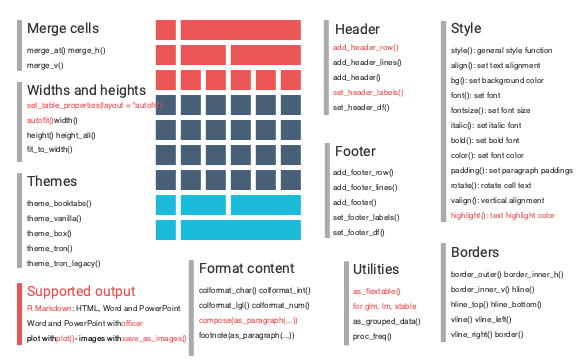 Merge cells
merge_at() merge_h()
merge_v()
Widths and heights
set_table_properties(layout = "autofit")
autofit()width()
height() height_all()
fit_to_width()
Themes
theme_booktabs()
theme_vanilla()
theme_box()
theme_tron()
theme_tron_legacy()
Supported output
R Markdown: HTML, Word and PowerPoint
Word and PowerPoint withofficer
plot withplot()- images withsave_as_images()
Format content
colformat_char() colformat_int()
colformat_lgl() colformat_num()
compose(as_paragraph(...))
footnote(as_paragraph(...))
Header
add_header_row()
add_header_lines()
add_header()
set_header_labels()
set_header_df()
Footer
add_footer_row()
add_footer_lines()
add_footer()
set_footer_labels()
set_footer_df()
Utilities
as_flextable()
for glm, lm, xtable
as_grouped_data()
proc_freq()
Style
style(): general style function
align(): set text alignment
bg(): set background color
font(): set font
fontsize(): set font size
italic(): set italic font
bold(): set bold font
color(): set font color
padding(): set paragraph paddings
rotate(): rotate cell text
valign(): vertical alignment
highlight(): text highlight color
Borders
border_outer() border_inner_h()
border_inner_v() hline()
hline_top() hline_bottom()
vline() vline_left()
vline_right() border()